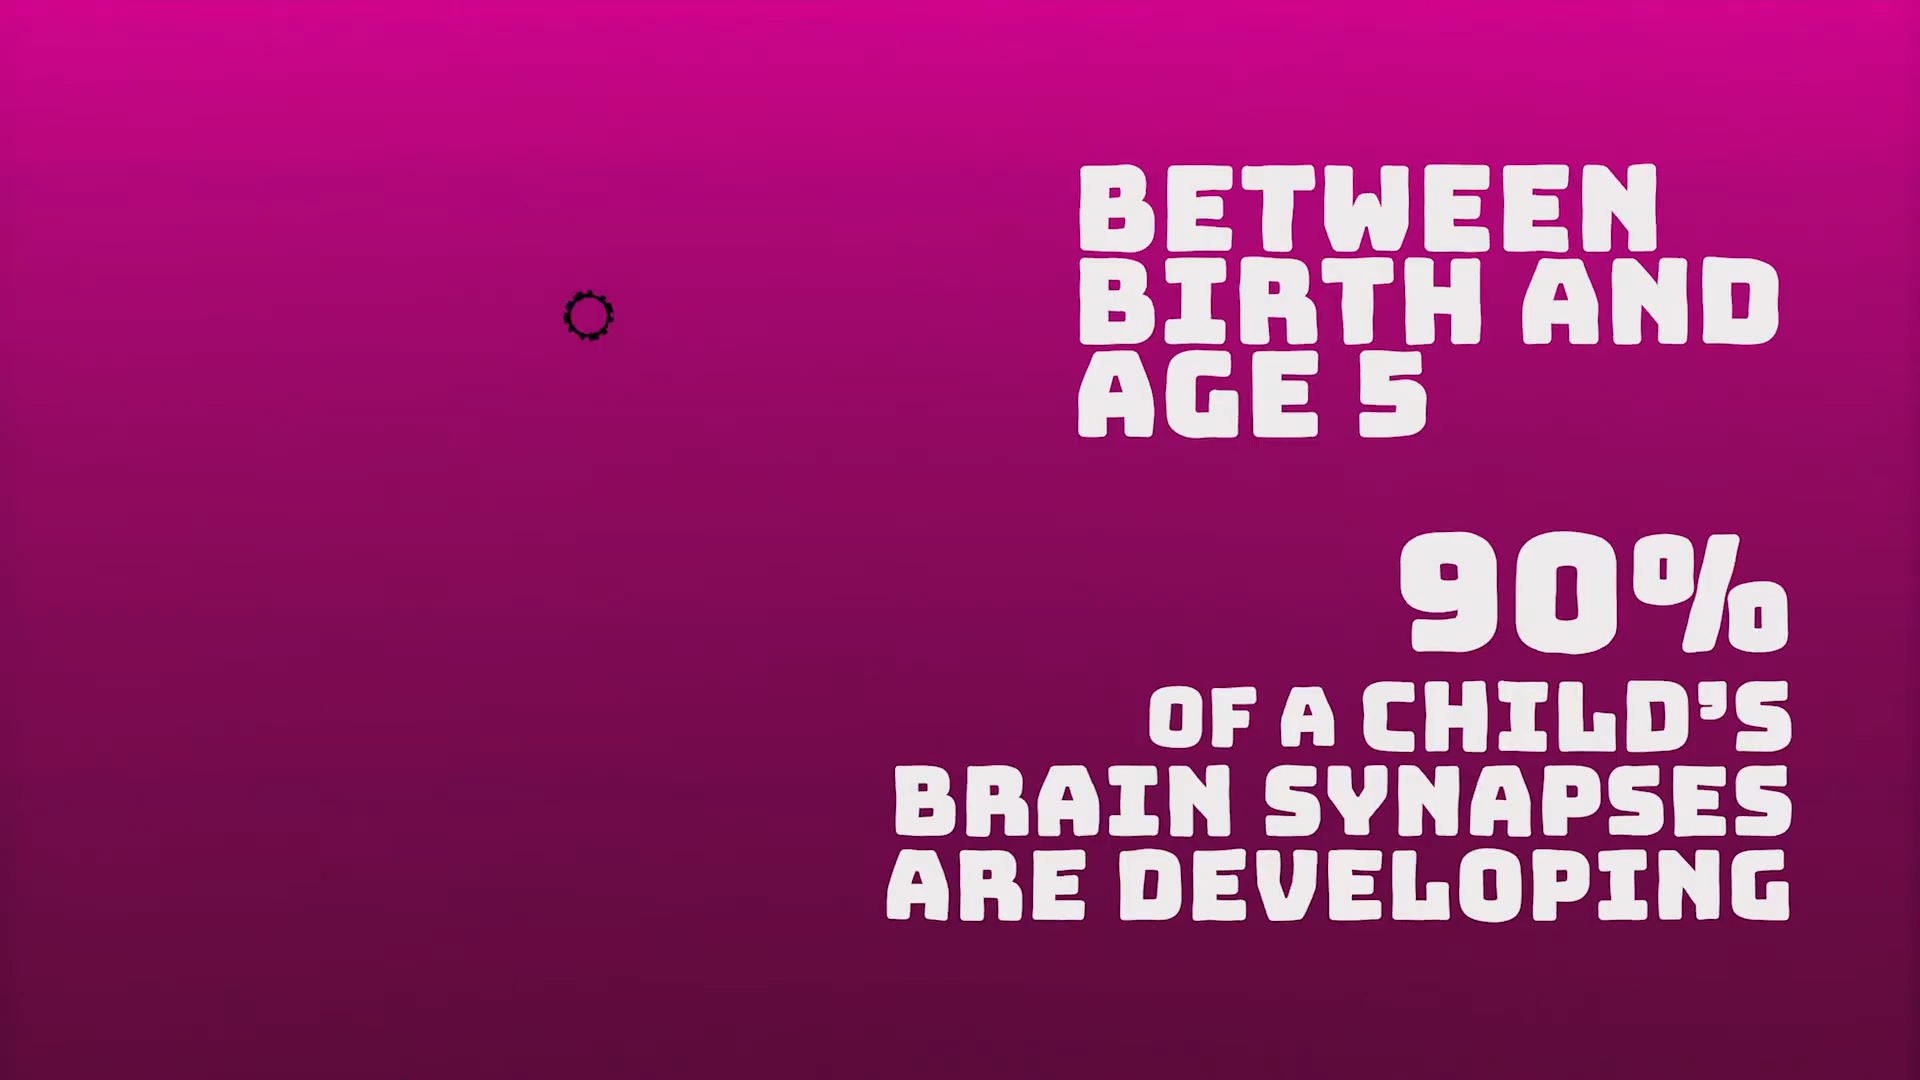 BETWEEN
BIRTH AND
AGE 5
90%
OF A CHILD'S
BRAIN SYNAPSES
ARE DEVELOPING